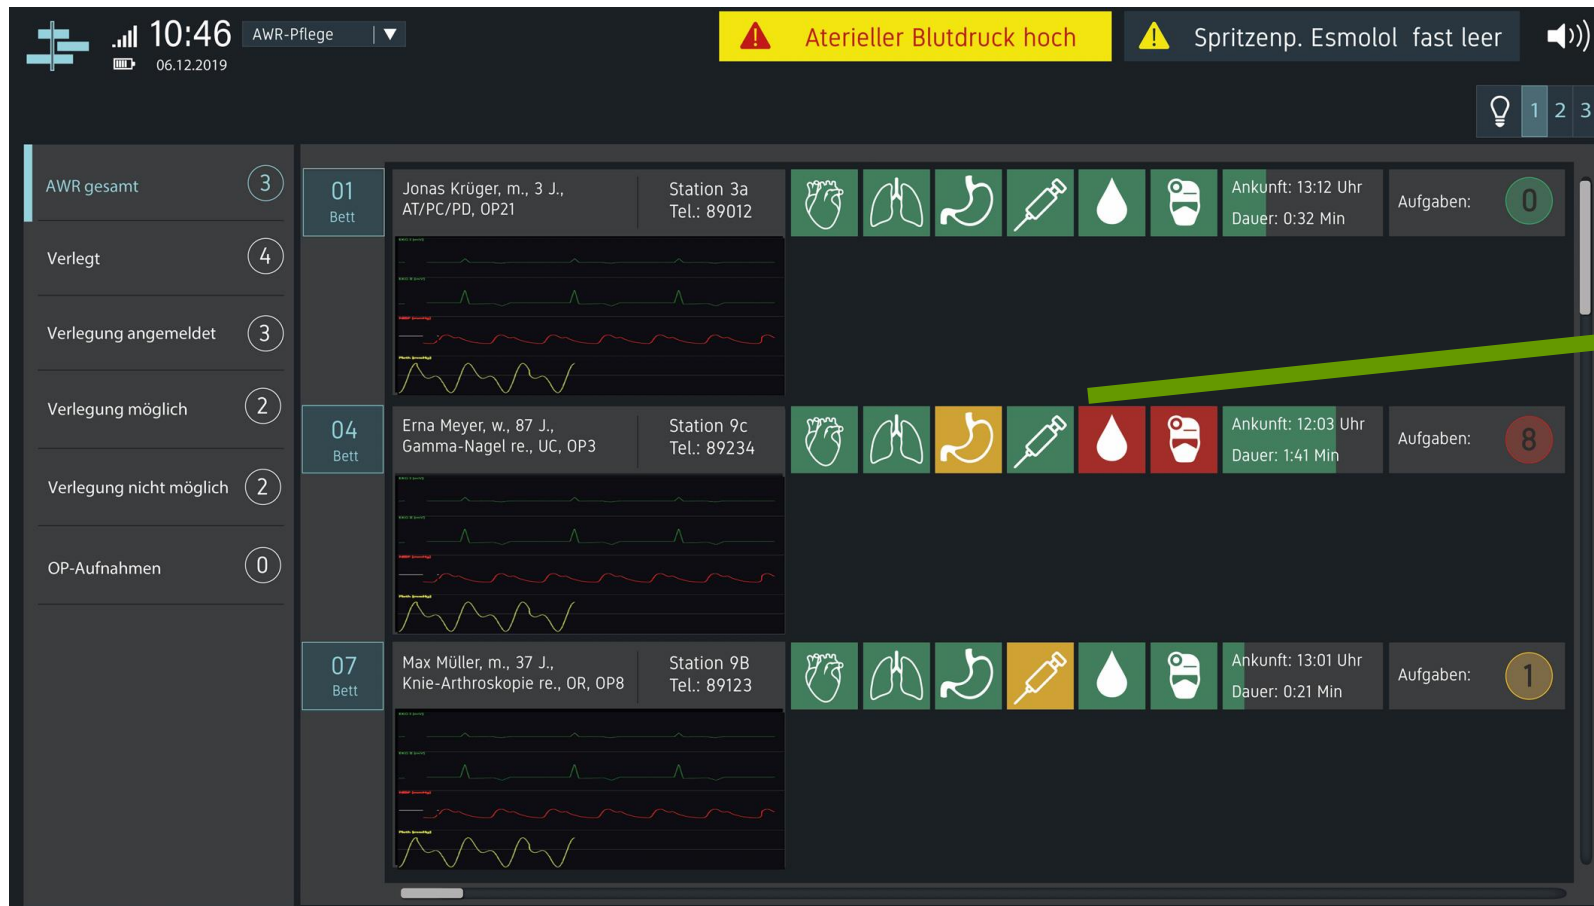 10:46
06.12.2019
AWR-Pflege
Aterieller Blutdruck hoch
Spritzenp. Esmolol fast leer
1 2 3
AWR gesamt 3
Verlegt 4
Verlegung angemeldet 3
Verlegung möglich 2
Verlegung nicht möglich 2
OP-Aufnahmen 0
01
Bett
Jonas Krüger, m., 3 J.,
AT/PC/PD, OP21
Station 3a
Tel.: 89012
Ankunft: 13:12 Uhr
Dauer: 0:32 Min
Aufgaben: 0
04
Bett
Erna Meyer, w., 87 J.,
Gamma-Nagel re., UC, OP3
Station 9c
Tel.: 89234
Ankunft: 12:03 Uhr
Dauer: 1:41 Min
Aufgaben: 8
07
Bett
Max Müller, m., 37 J.,
Knie-Arthroskopie re., OR, OP8
Station 9B
Tel.: 89123
Ankunft: 13:01 Uhr
Dauer: 0:21 Min
Aufgaben: 1